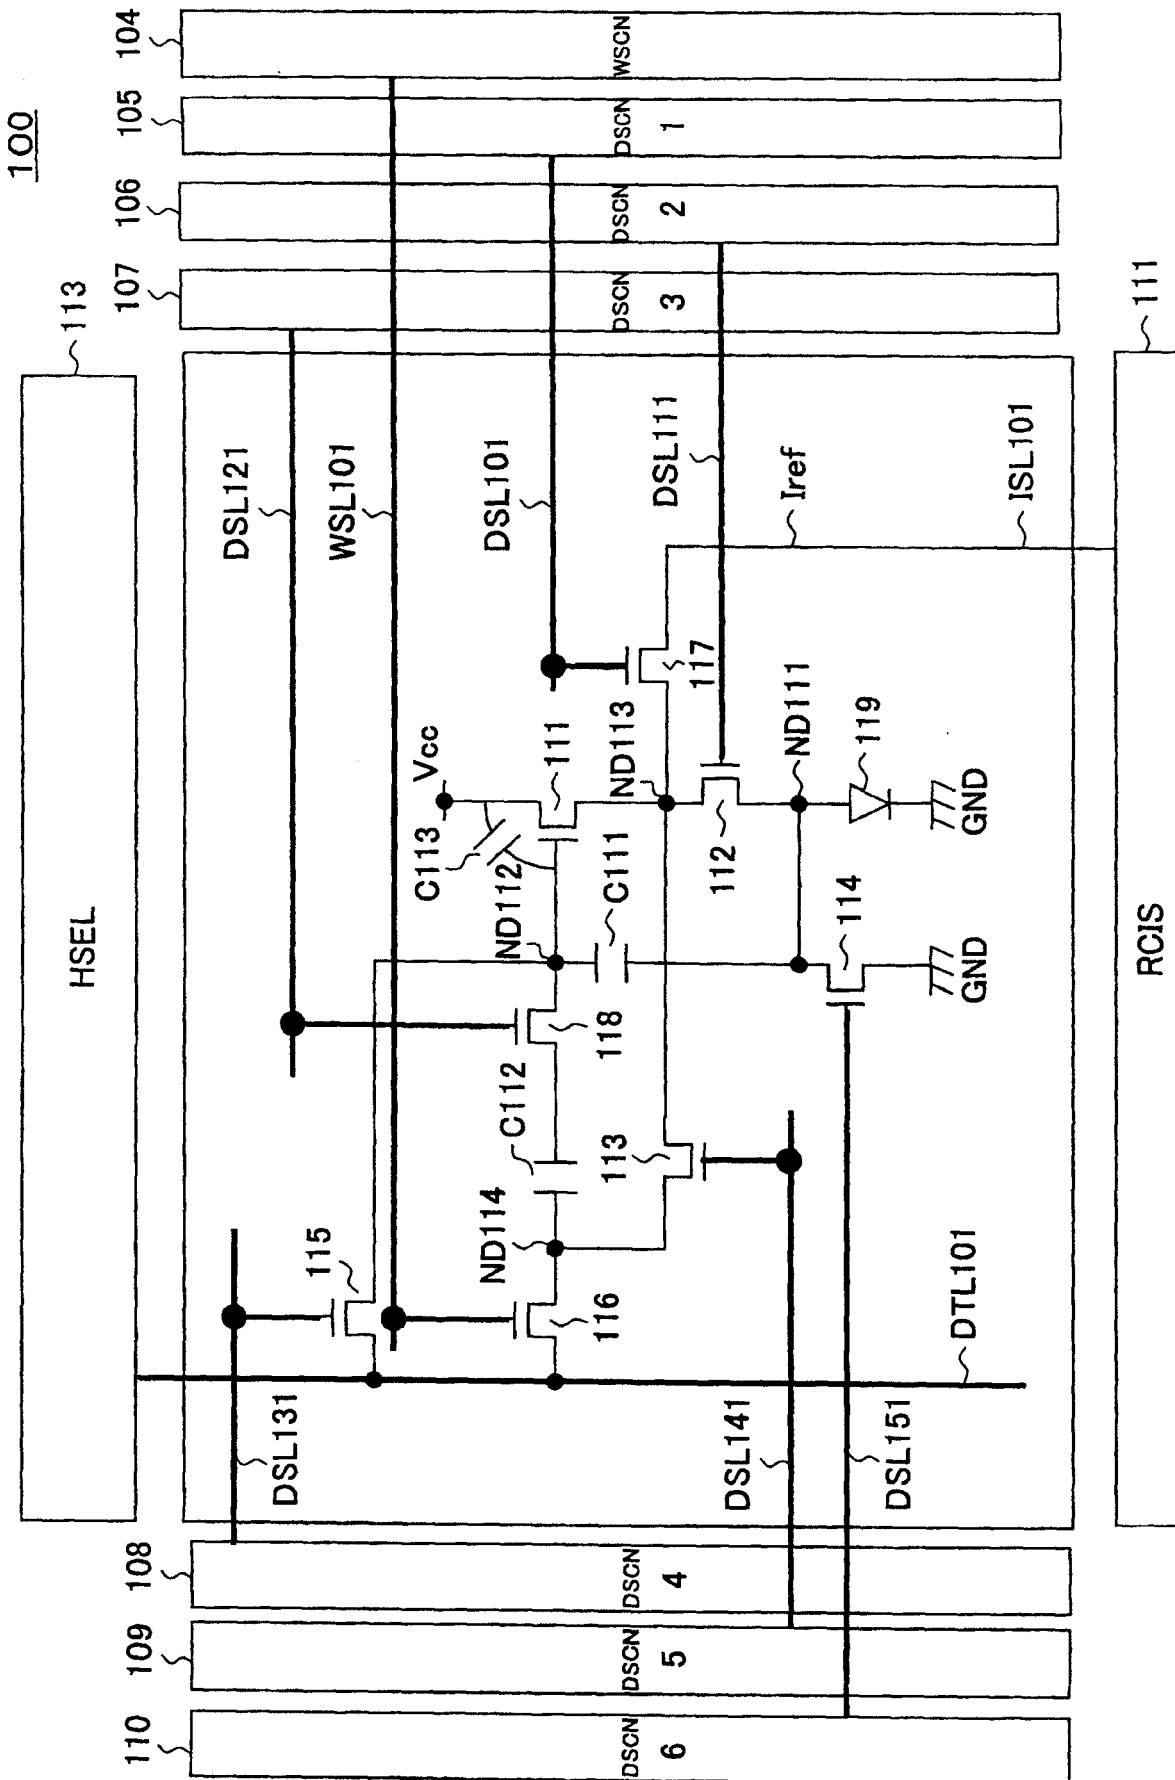 100
HSEL
113
110
109
108
107
106
105
104
DSCN
6
DSCN
5
DSCN
4
DSCN
3
DSCN
2
DSCN
1
WSCN
DSL131
DSL121
WSL101
115
DSL101
Vcc
C113
111
ND112
118
C112
ND114
116
C111
ND113
117
DSL111
113
112
ND111
119
114
GND
GND
Iref
ISL101
DSL141
DSL151
DTL101
RCIS
111